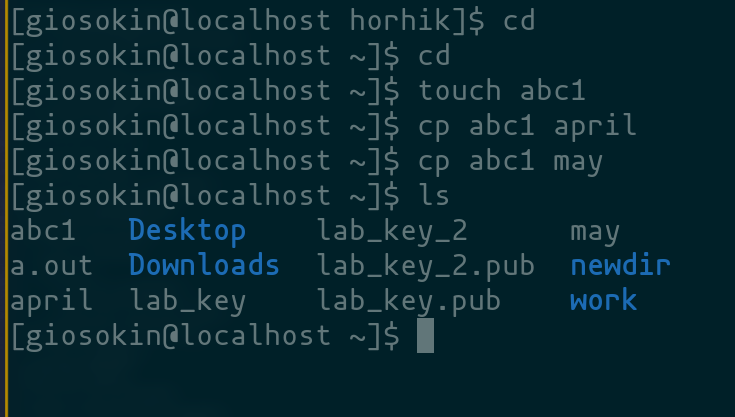 [giosokin@localhost horhik]$ cd
[giosokin@localhost ~]$ cd
[giosokin@localhost ~]$ touch abc1
[giosokin@localhost ~]$ cp abc1 april
[giosokin@localhost ~]$ cp abc1 may
[giosokin@localhost ~]$ ls
abc1   Desktop    lab_key_2      may
a.out  Downloads  lab_key_2.pub  newdir
april  lab_key    lab_key.pub    work
[giosokin@localhost ~]$